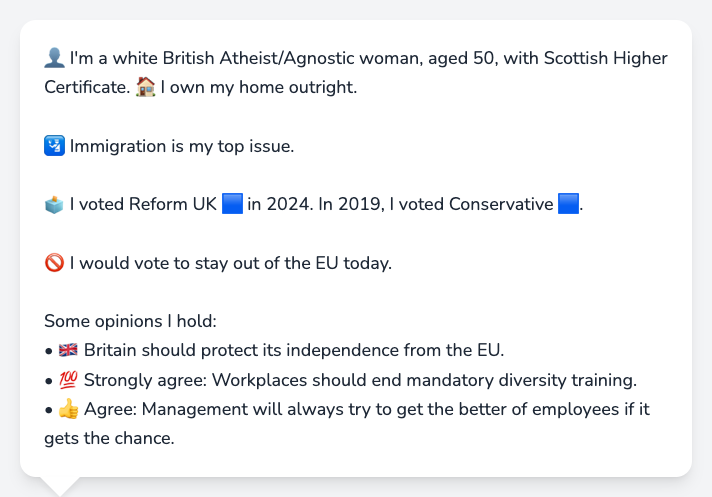 👤 I'm a white British Atheist/Agnostic woman, aged 50, with Scottish Higher
Certificate. 🏠 I own my home outright.
🛂 Immigration is my top issue.
🗳️ I voted Reform UK 🟦 in 2024. In 2019, I voted Conservative 🟦.
🚫 I would vote to stay out of the EU today.
Some opinions I hold:
• 🇬🇧 Britain should protect its independence from the EU.
• 💯 Strongly agree: Workplaces should end mandatory diversity training.
• 👍 Agree: Management will always try to get the better of employees if it
gets the chance.